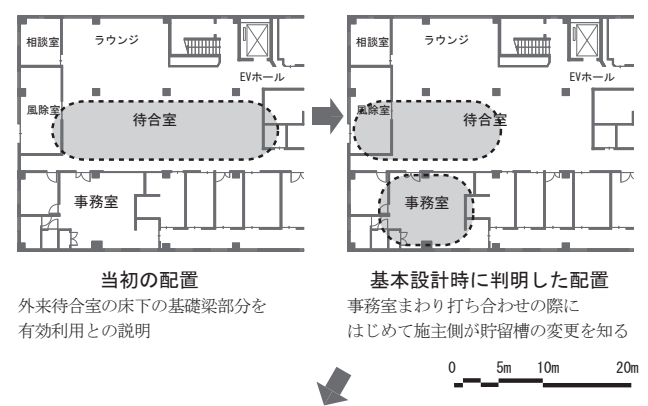 相談室
ラウンジ
EVホール
風除室
待合室
事務室
当初の配置
外来待合室の床下の基礎梁部分を
有効利用との説明
相談室
ラウンジ
EVホール
風除室
待合室
事務室
基本設計時に判明した配置
事務室まわり打ち合わせの際に
はじめて施主側が貯留槽の変更を知る
0 5m 10m 20m